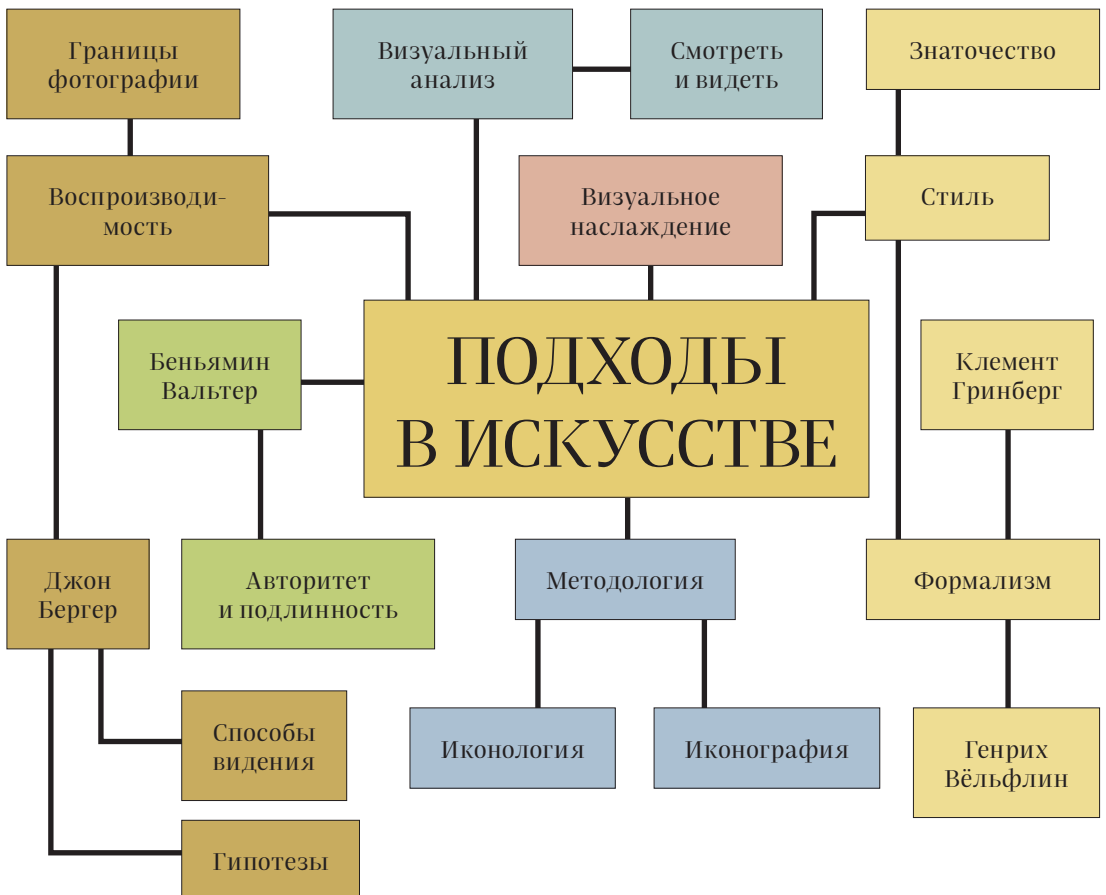 Границы
фотографии
Визуальный
анализ
Смотреть
и видеть
Знаточество
Воспроизводи-
мость
Визуальное
наслаждение
Стиль
ПОДХОДЫ
В ИСКУССТВЕ
Беньямин
Вальтер
Клемент
Гринберг
Джон
Бергер
Авторитет
и подлинность
Методология
Формализм
Способы
видения
Иконология
Иконография
Генрих
Вёльфлин
Гипотезы